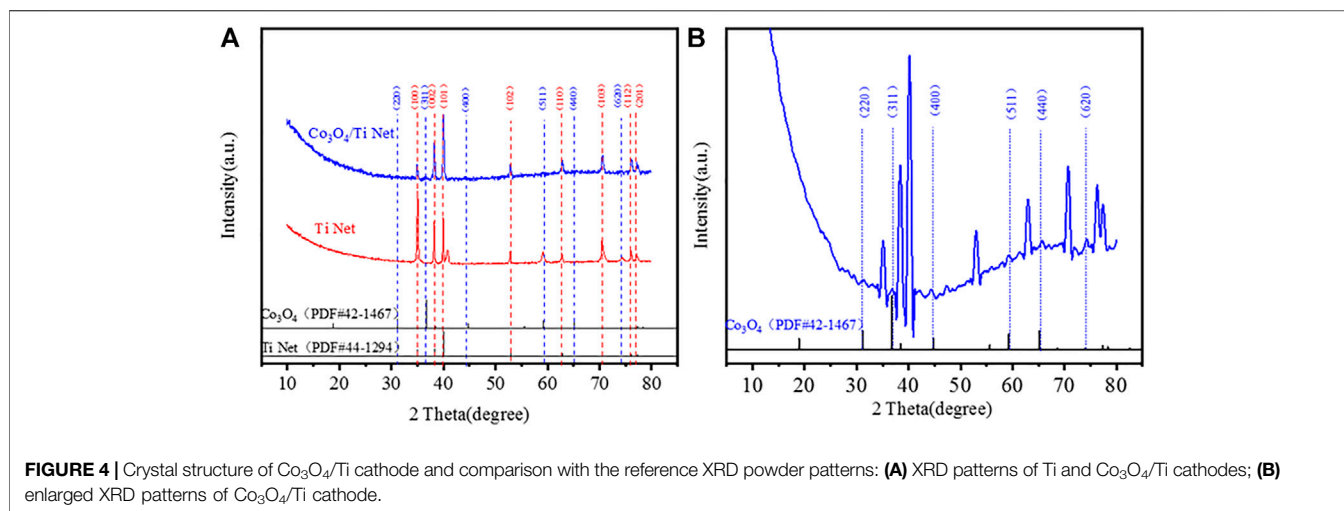 A
B
(220)
(100)
(311)
(002)
(101)
(400)
(102)
(511)
(110)
(440)
(103)
(620)
(112)
(201)
Co₃O₄/Ti Net
Ti Net
Co₃O₄（PDF#42-1467）
Ti Net（PDF#44-1294）
Intensity (a.u.)
10 20 30 40 50 60 70 80
2 Theta(degree)
(220)
(311)
(400)
(511)
(440)
(620)
Co₃O₄（PDF#42-1467）
Intensity(a.u.)
10 20 30 40 50 60 70 80
2 Theta(degree)
FIGURE 4 | Crystal structure of Co₃O₄/Ti cathode and comparison with the reference XRD powder patterns: (A) XRD patterns of Ti and Co₃O₄/Ti cathodes; (B)
enlarged XRD patterns of Co₃O₄/Ti cathode.